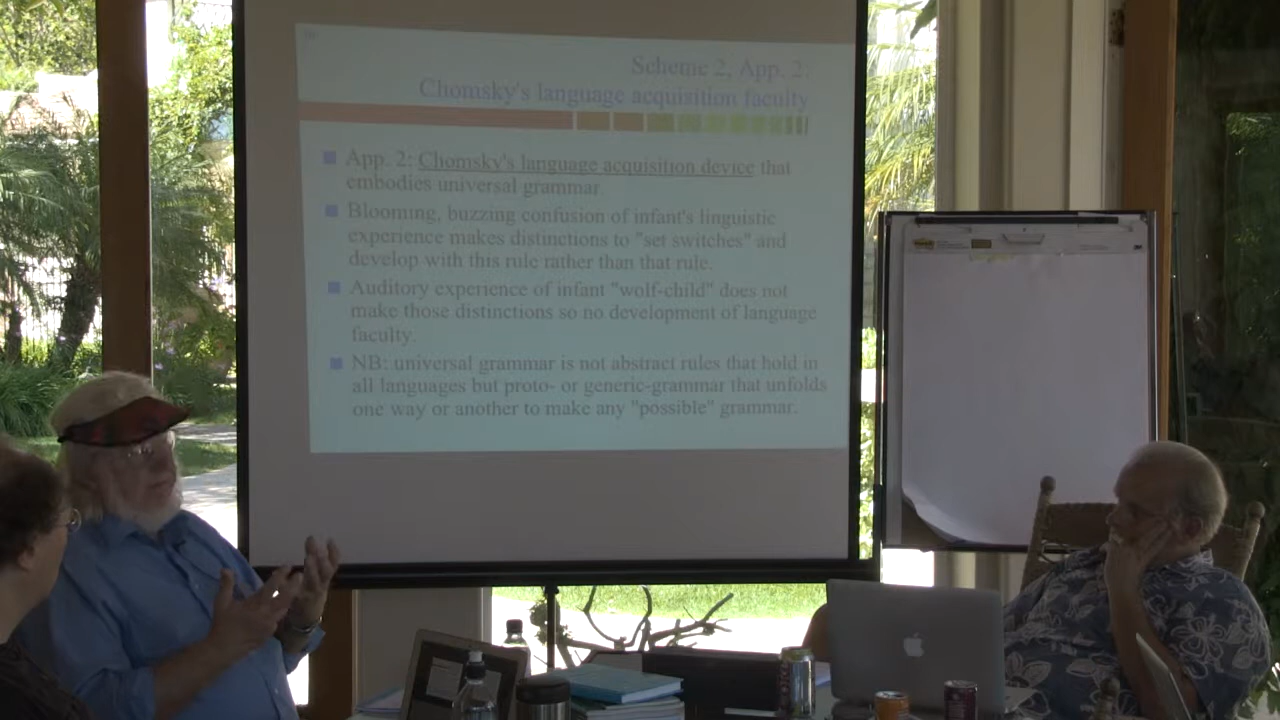 Scheme 2, App. 2:
Chomsky's language acquisition faculty
App. 2: Chomsky's language acquisition device that
embodies universal grammar.
Blooming, buzzing confusion of infant's linguistic
experience makes distinctions to "set switches" and
develop with this rule rather than that rule.
Auditory experience of infant "wolf-child" does not
make those distinctions so no development of language
faculty.
NB: universal grammar is not abstract rules that hold in
all languages but proto- or generic-grammar that unfolds
one way or another to make any "possible" grammar.